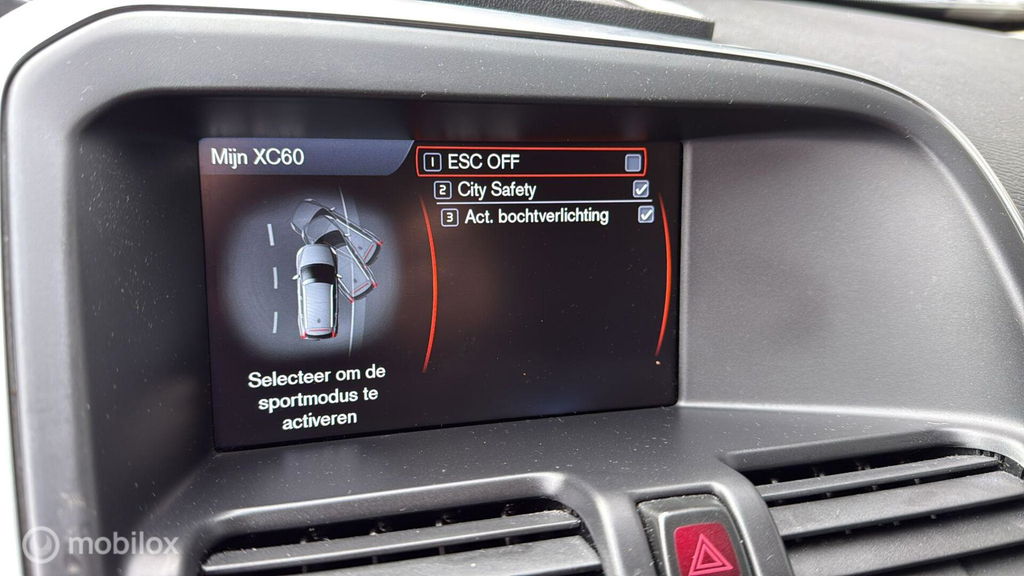 Mijn XC60
1 ESC OFF
2 City Safety
3 Act. bochtverlichting
Selecteer om de
sportmodus te
activeren
mobilox